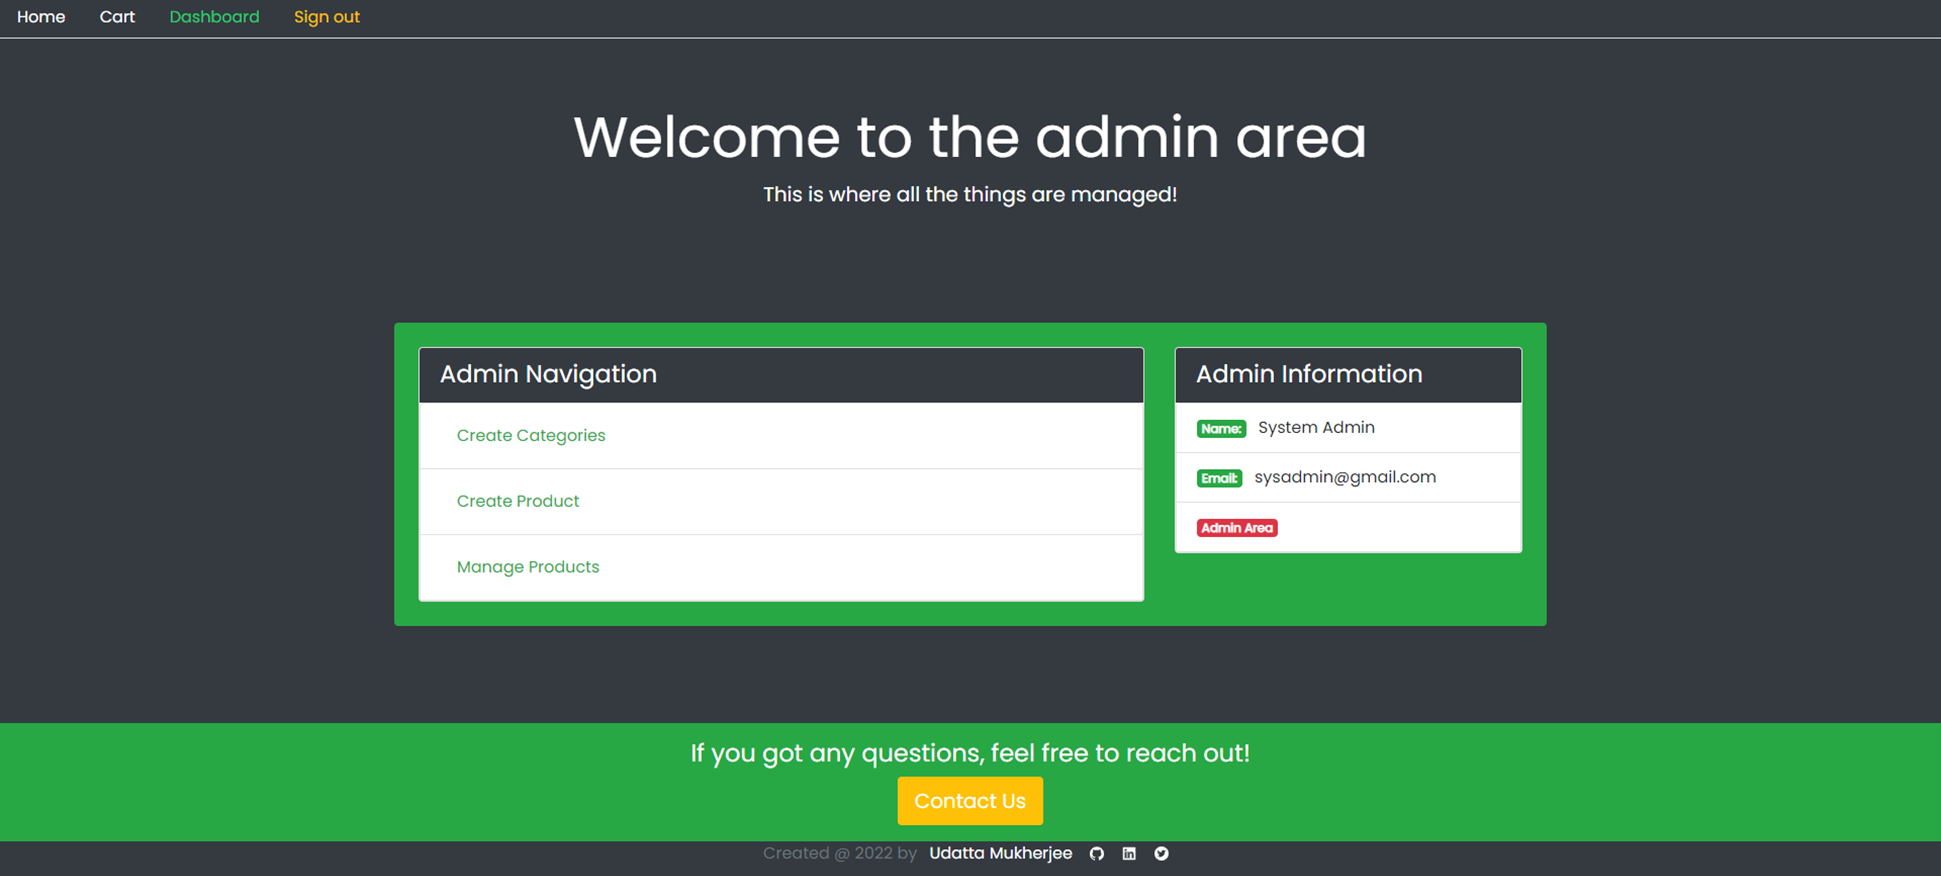 Home Cart Dashboard Sign out
Welcome to the admin area
This is where all the things are managed!
Admin Navigation
Create Categories
Create Product
Manage Products
Admin Information
Name: System Admin
Email: sysadmin@gmail.com
Admin Area
If you got any questions, feel free to reach out!
Contact Us
Created @ 2022 by Udatta Mukherjee